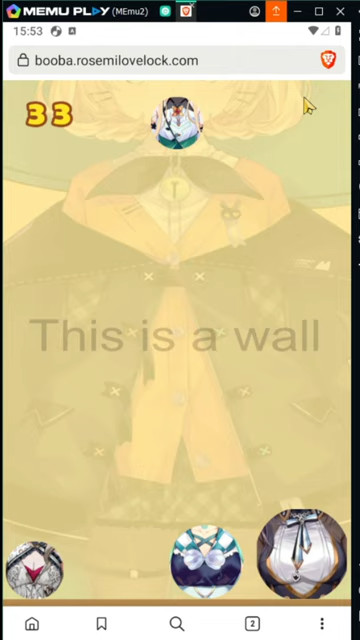 MEMU PLAY (MEmu2)
15:53
booba.rosemilovelock.com
33
This is a wall
2